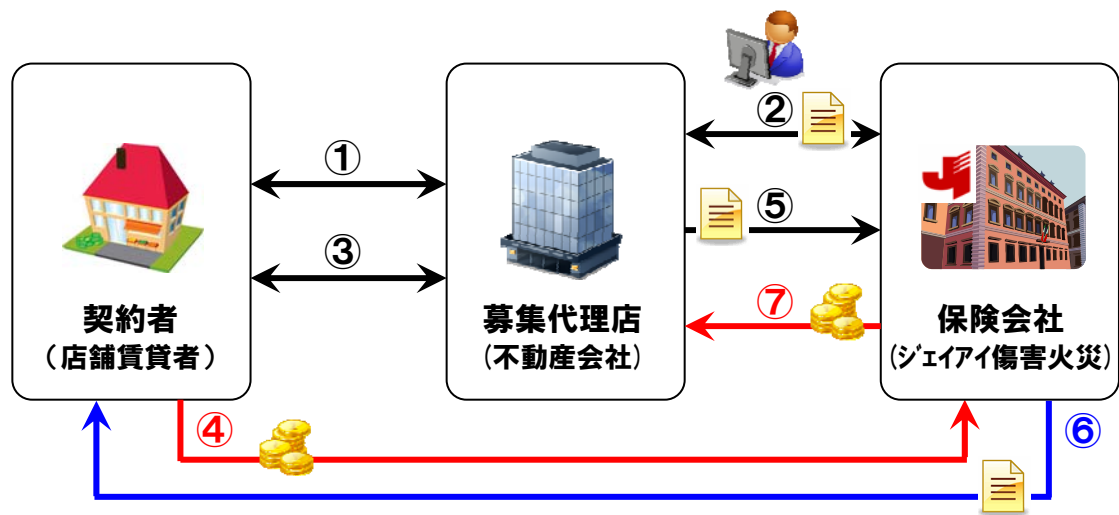 ②
①
⑤
③
⑦
契約者
(店舗賃貸者)
募集代理店
(不動産会社)
保険会社
(ジェイアイ傷害火災)
④
⑥